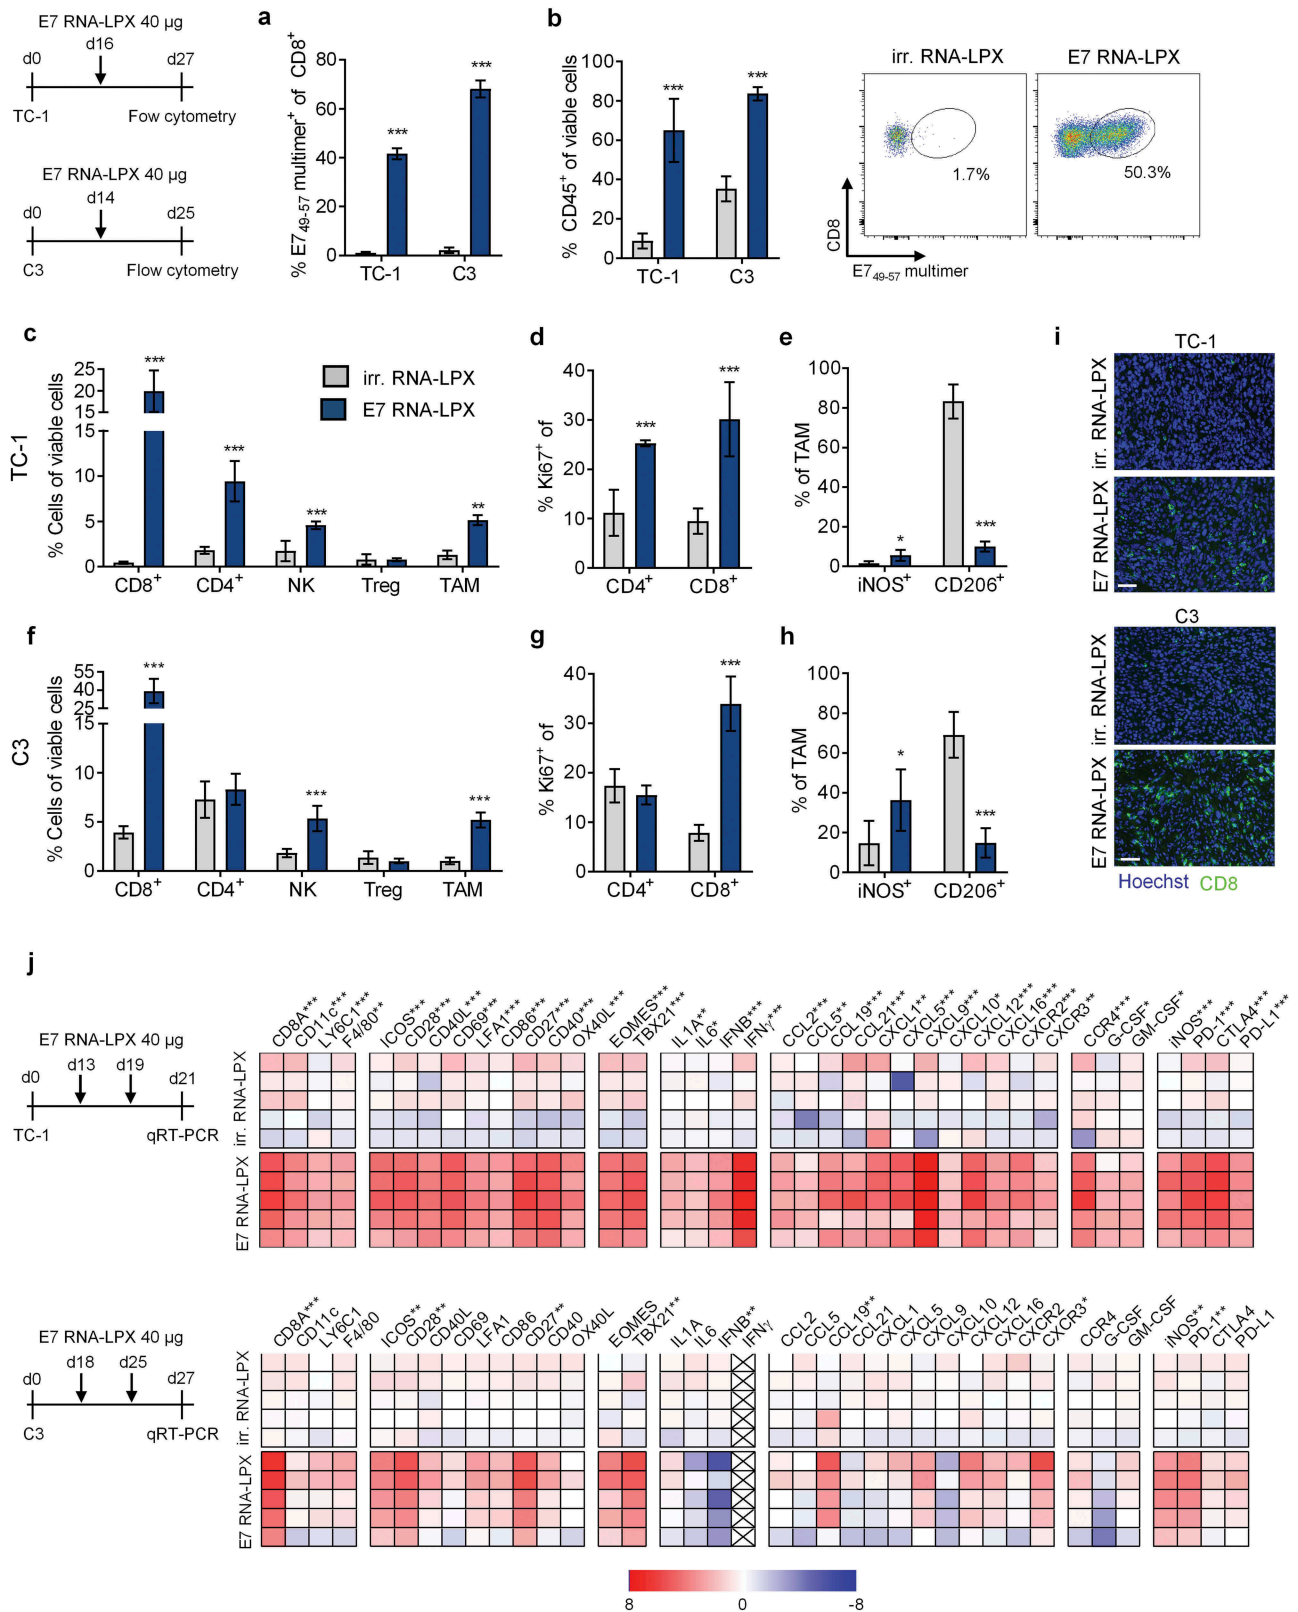 E7 RNA-LPX 40 µg
d0
d16
d27
TC-1
Fow cytometry
E7 RNA-LPX 40 µg
d0
d14
d25
C3
Flow cytometry
a
% E7₄₉₋₅₇ multimer⁺ of CD8⁺
80
60
40
20
0
***
***
TC-1
C3
b
% CD45⁺ of viable cells
100
80
60
40
20
0
***
***
TC-1
C3
irr. RNA-LPX
E7 RNA-LPX
1.7%
50.3%
CD8
E7₄₉₋₅₇ multimer
c
TC-1
% Cells of viable cells
25
20
15
15
10
5
0
***
***
***
**
CD8⁺
CD4⁺
NK
Treg
TAM
irr. RNA-LPX
E7 RNA-LPX
d
% Ki67⁺ of
40
30
20
10
0
***
***
CD4⁺
CD8⁺
e
% of TAM
100
80
60
40
20
0
*
***
iNOS⁺
CD206⁺
i
TC-1
irr. RNA-LPX
E7 RNA-LPX
C3
irr. RNA-LPX
E7 RNA-LPX
Hoechst CD8
f
C3
% Cells of viable cells
55
40
25
15
10
5
0
***
***
***
CD8⁺
CD4⁺
NK
Treg
TAM
g
% Ki67⁺ of
40
30
20
10
0
***
CD4⁺
CD8⁺
h
% of TAM
100
80
60
40
20
0
*
***
iNOS⁺
CD206⁺
j
E7 RNA-LPX 40 µg
d0
d13
d19
d21
TC-1
qRT-PCR
CD8A***
CD11c***
LY6C1***
F4/80**
ICOS***
CD28***
CD40L***
CD69**
LFA1**
CD86***
CD27**
CD40**
OX40L***
EOMES***
TBX21***
IL1A**
IL6*
IFNB**
IFNγ***
CCL2***
CCL5*
CCL19***
CCL21***
CXCL1**
CXCL5***
CXCL9***
CXCL10*
CXCL12***
CXCL16***
CXCR2***
CXCR3**
CCR4***
G-CSF*
GM-CSF*
iNOS***
PD-1***
CTLA4***
PD-L1***
irr. RNA-LPX
E7 RNA-LPX
E7 RNA-LPX 40 µg
d0
d18
d25
d27
C3
qRT-PCR
CD8A***
CD11c
LY6C1
F4/80
ICOS**
CD28**
CD40L
CD69
LFA1
CD86
CD27**
CD40
OX40L
EOMES
TBX21**
IL1A
IL6
IFNB**
IFNγ
CCL2
CCL5
CCL19**
CCL21
CXCL1
CXCL5
CXCL9
CXCL10
CXCL12
CXCL16
CXCR2
CXCR3*
CCR4
G-CSF
GM-CSF
iNOS**
PD-1**
CTLA4
PD-L1
irr. RNA-LPX
E7 RNA-LPX
8
0
-8